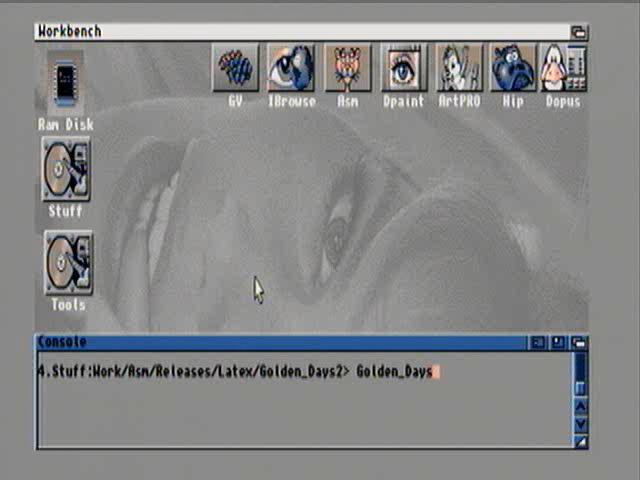 Workbench
GV IBrowse Asm Dpaint ArtPRO Hip Dopus
Ram Disk
Stuff
Tools
Console
4.Stuff:Work/Asm/Releases/Latex/Golden_Days2> Golden_Days